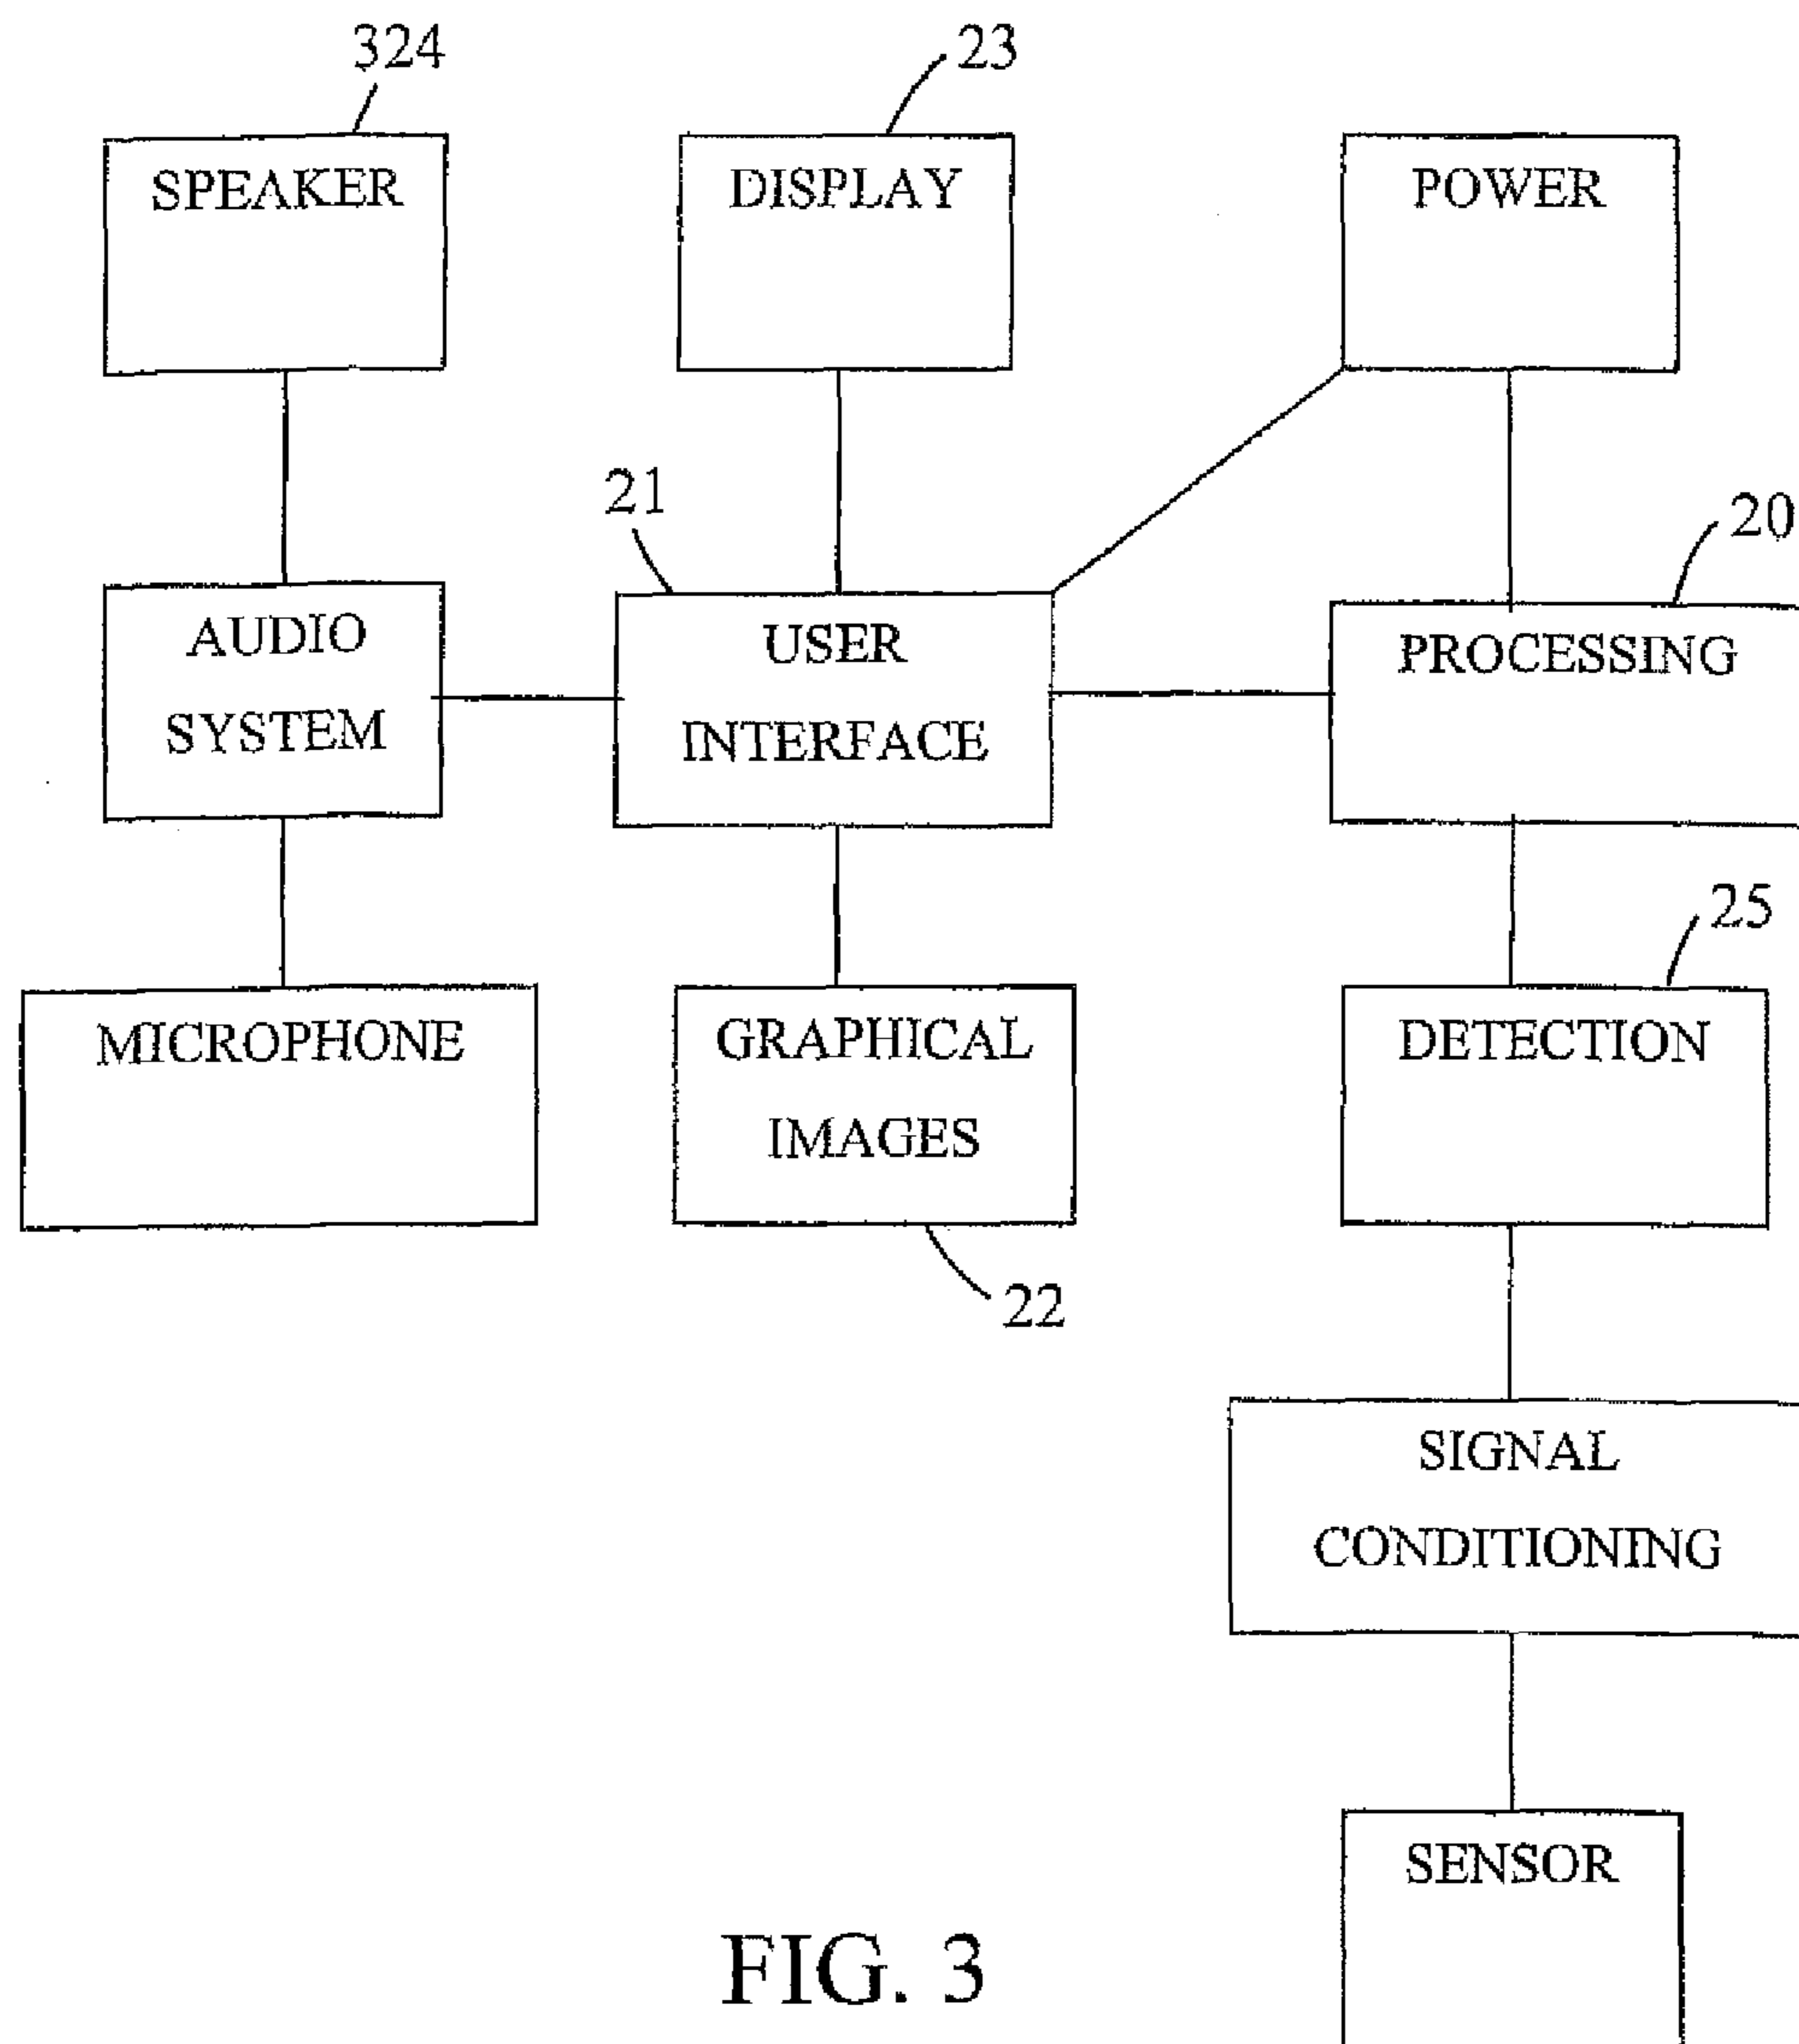 324
23
SPEAKER
DISPLAY
POWER
21
20
AUDIO
SYSTEM
USER
INTERFACE
PROCESSING
25
MICROPHONE
GRAPHICAL
IMAGES
DETECTION
22
SIGNAL
CONDITIONING
SENSOR
FIG. 3